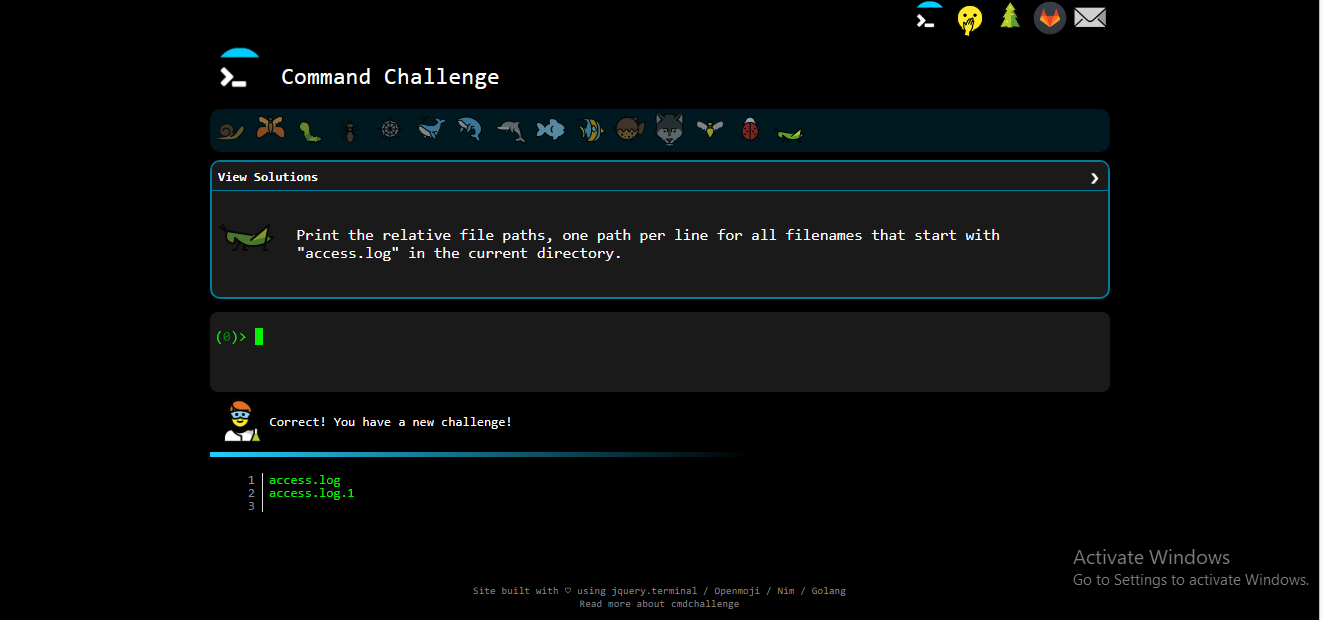 Command Challenge
View Solutions
Print the relative file paths, one path per line for all filenames that start with
"access.log" in the current directory.
(0)>
Correct! You have a new challenge!
1 access.log
2 access.log.1
3
Activate Windows
Go to Settings to activate Windows.
Site built with ♡ using jquery.terminal / Openmoji / Nim / Golang
Read more about cmdchallenge